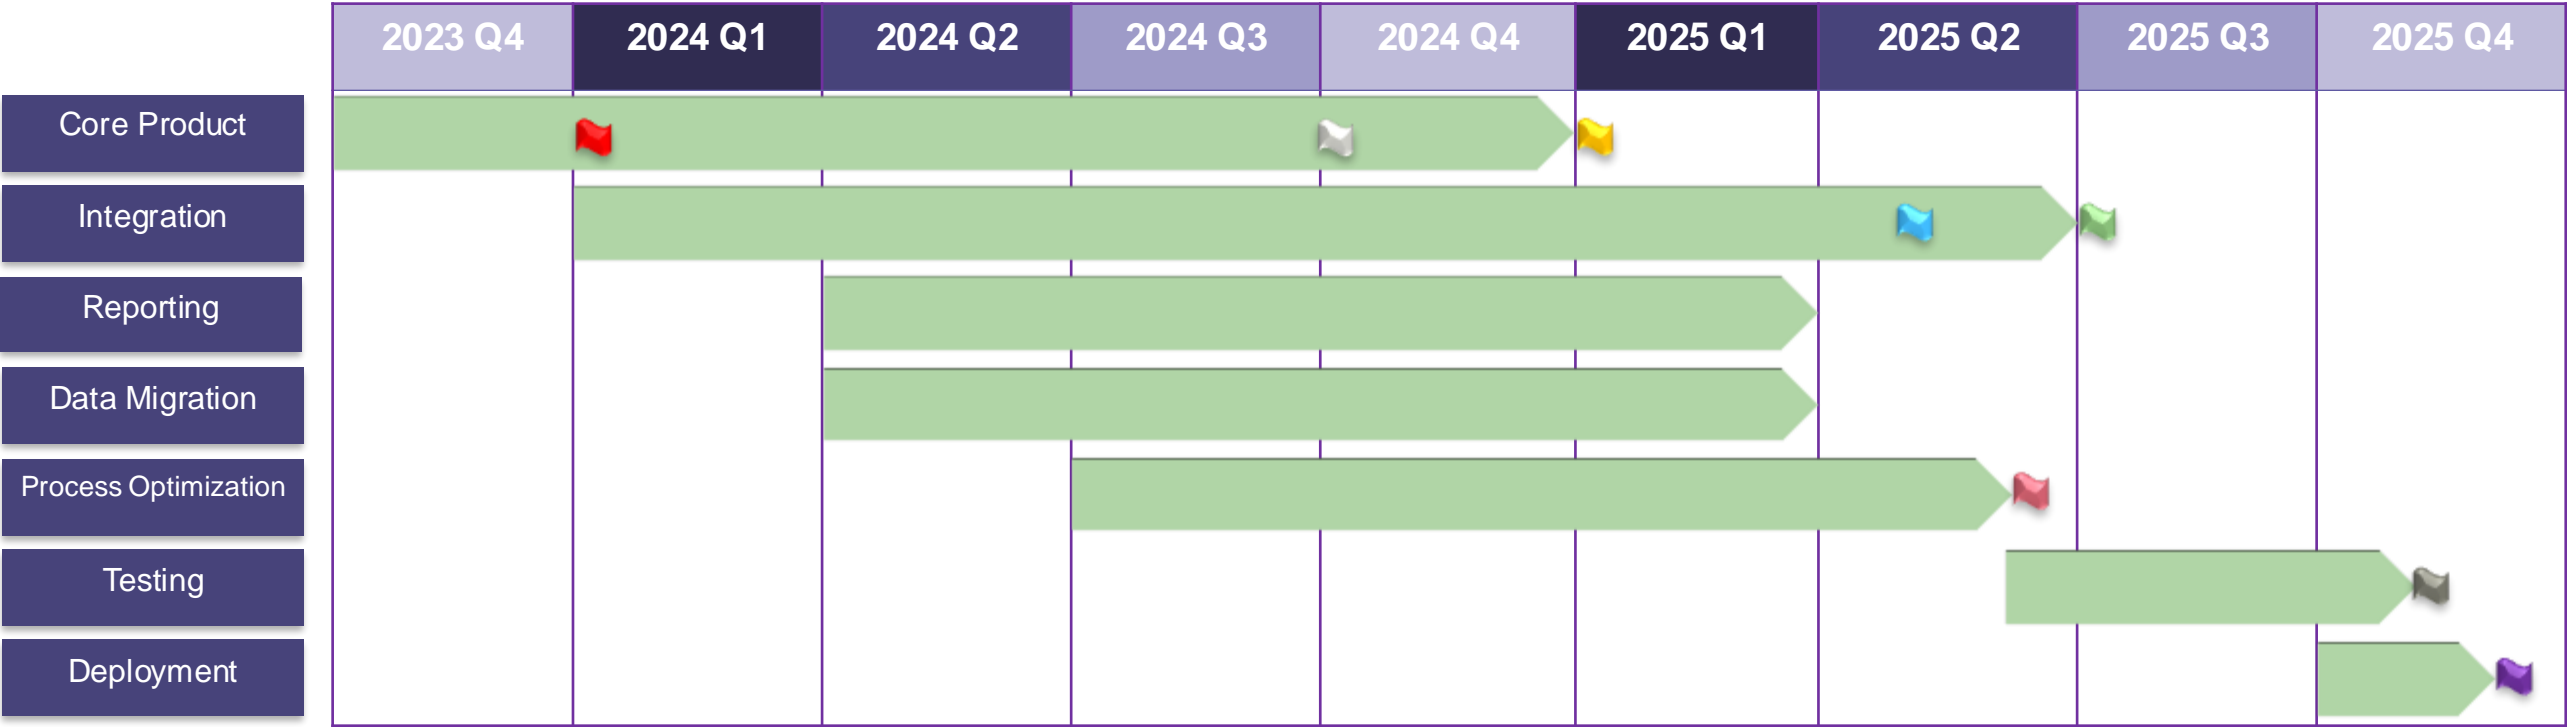 2023 Q4
2024 Q1
2024 Q2
2024 Q3
2024 Q4
2025 Q1
2025 Q2
2025 Q3
2025 Q4
Core Product
Integration
Reporting
Data Migration
Process Optimization
Testing
Deployment